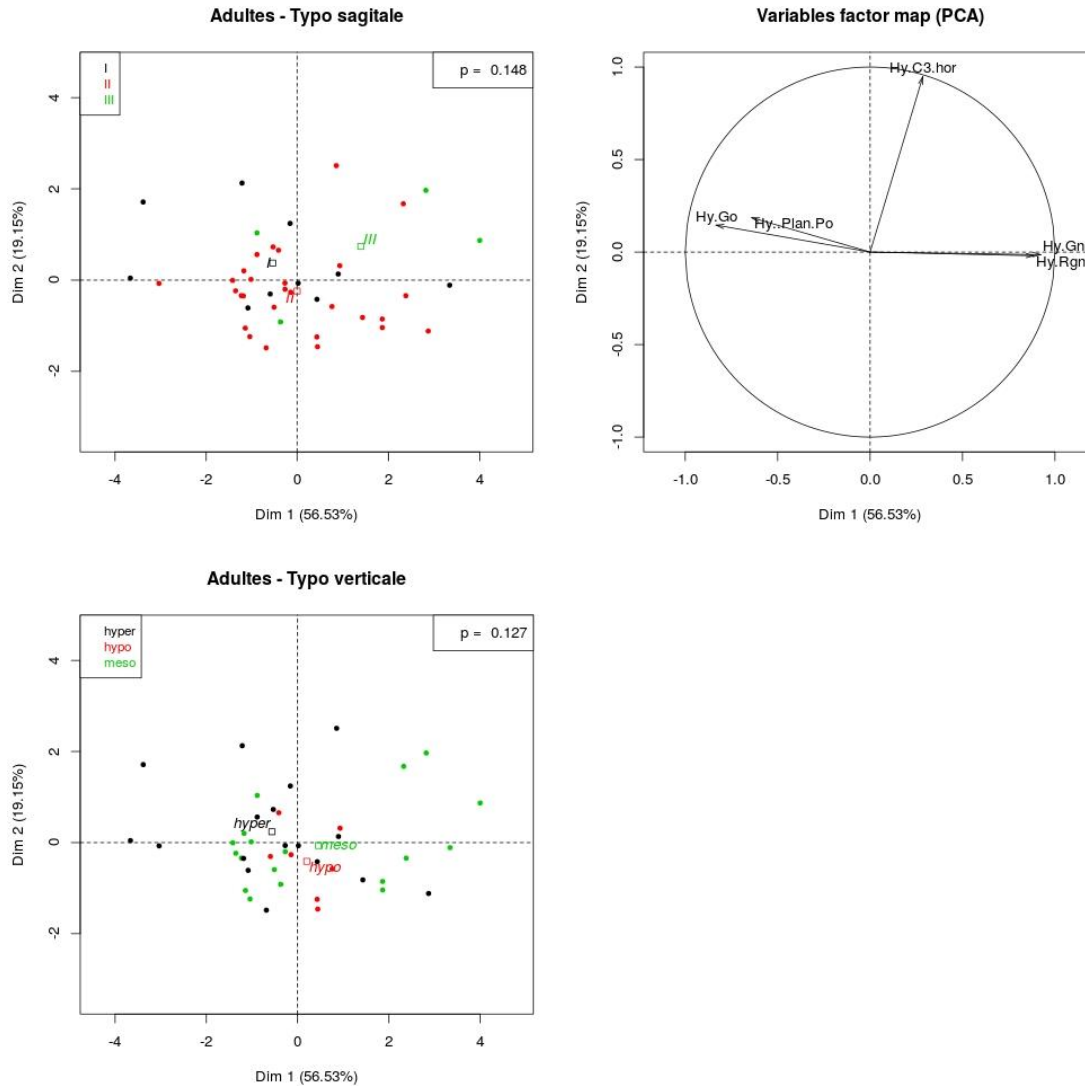 Adultes - Typo sagitale
I
II
III
p = 0.148
III
I
II
4
2
0
-2
Dim 2 (19.15%)
-4
-2
0
2
4
Dim 1 (56.53%)
Variables factor map (PCA)
Hy.C3.hor
Hy.Go
Hy..Plan.Po
Hy.Gn
Hy.Rgn
1.0
0.5
0.0
-0.5
-1.0
Dim 2 (19.15%)
-1.0
-0.5
0.0
0.5
1.0
Dim 1 (56.53%)
Adultes - Typo verticale
hyper
hypo
meso
p = 0.127
hyper
meso
hypo
4
2
0
-2
Dim 2 (19.15%)
-4
-2
0
2
4
Dim 1 (56.53%)